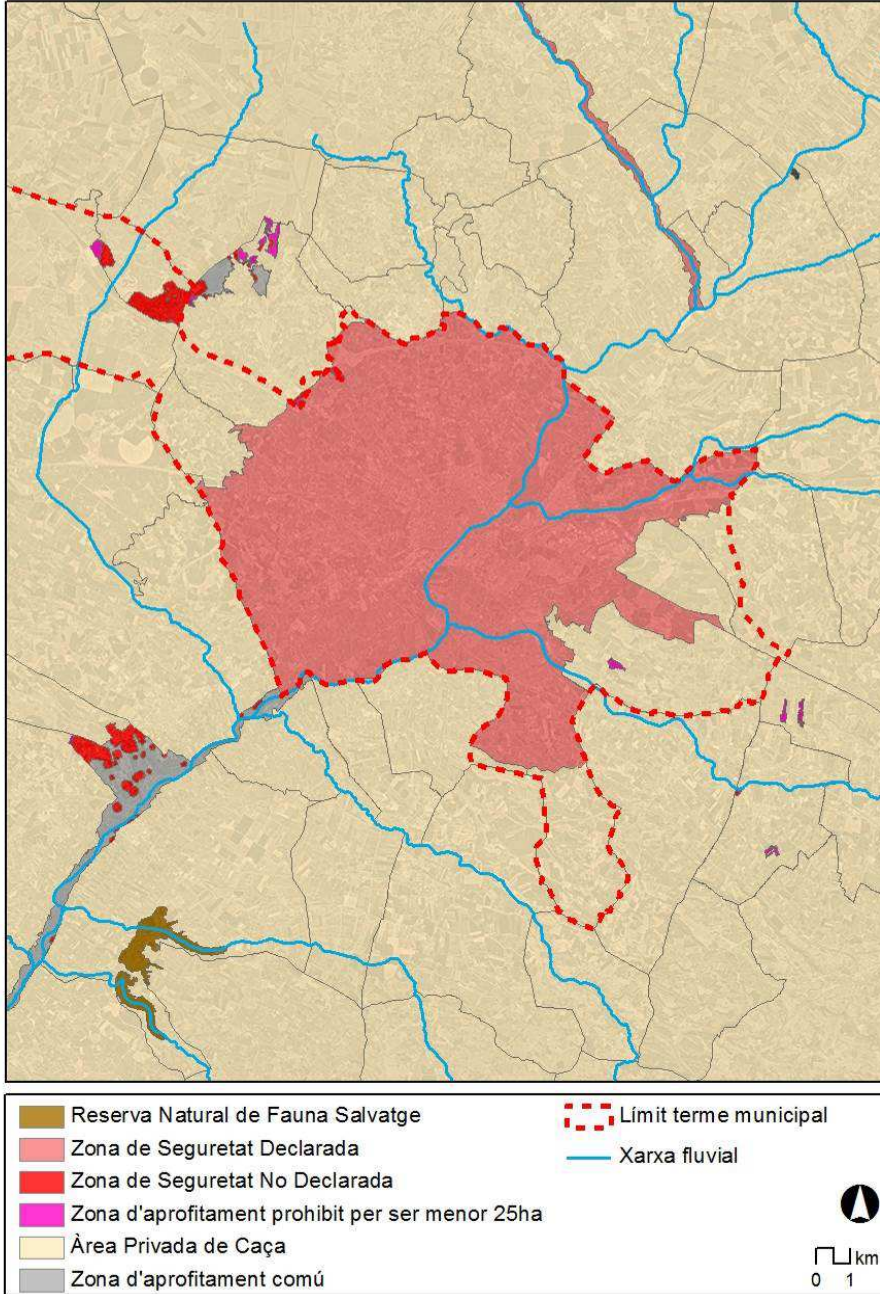 Reserva Natural de Fauna Salvatge
Zona de Seguretat Declarada
Zona de Seguretat No Declarada
Zona d'aprofitament prohibit per ser menor 25ha
Àrea Privada de Caça
Zona d'aprofitament comú
Límit terme municipal
Xarxa fluvial
km
0 1